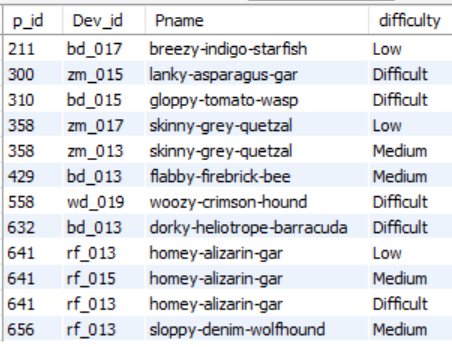 p_id Dev_id Pname difficulty
211 bd_017 breezy-indigo-starfish Low
300 zm_015 lanky-asparagus-gar Difficult
310 bd_015 gloppy-tomato-wasp Difficult
358 zm_017 skinny-grey-quetzal Low
358 zm_013 skinny-grey-quetzal Medium
429 bd_013 flabby-firebrick-bee Medium
558 wd_019 woozy-crimson-hound Difficult
632 bd_013 dorky-heliotrope-barracuda Difficult
641 rf_013 homey-alizarin-gar Low
641 rf_015 homey-alizarin-gar Medium
641 rf_013 homey-alizarin-gar Difficult
656 rf_013 sloppy-denim-wolfhound Medium